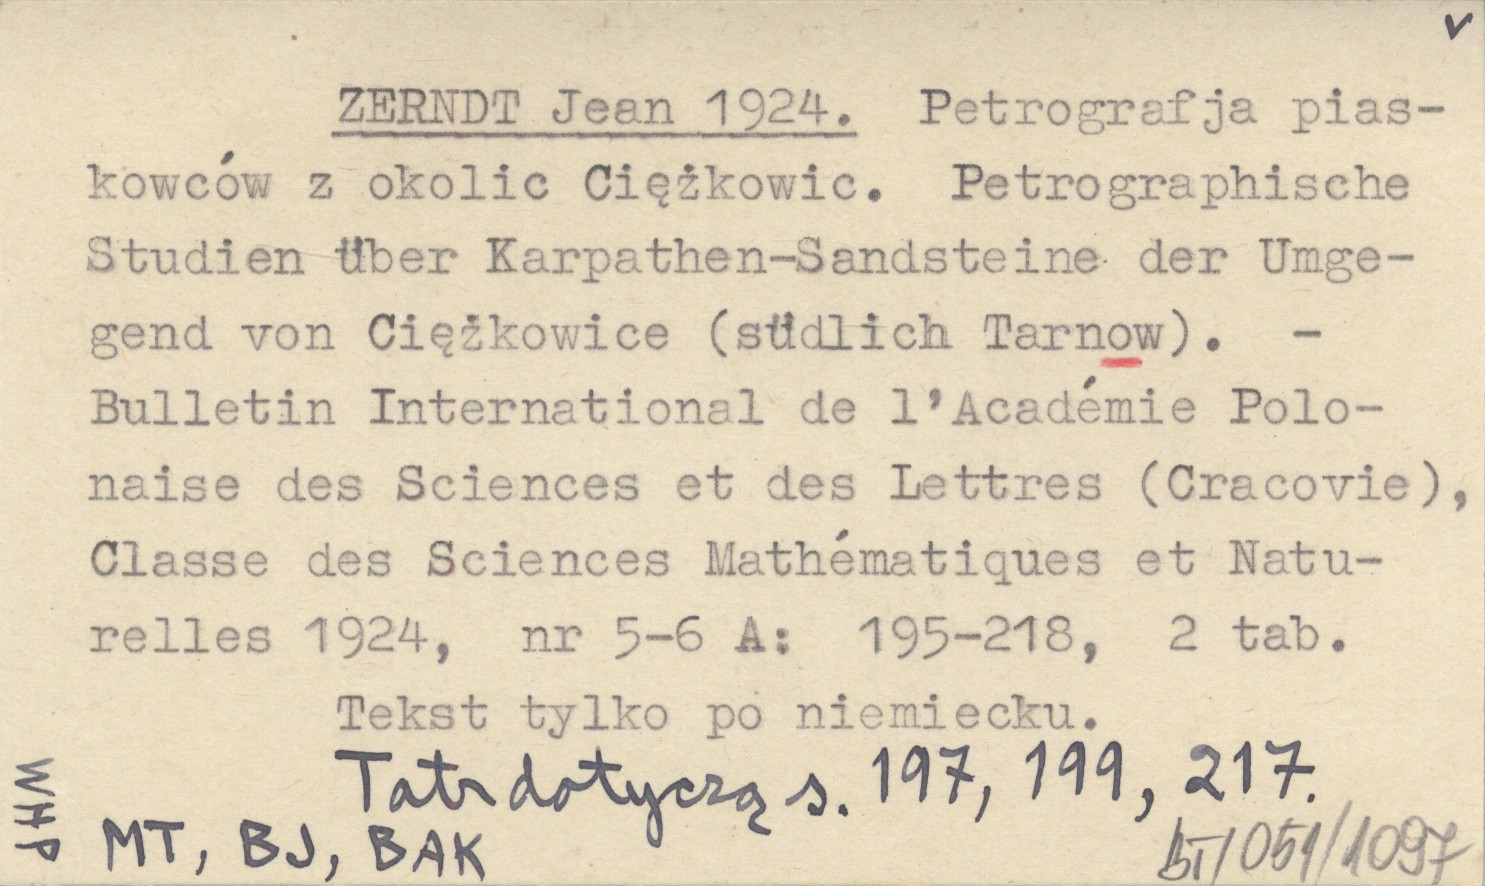 v
ZERNDT Jean 1924. Petrografja pias-
kowców z okolic Ciężkowic. Petrographische
Studien über Karpathen-Sandsteine der Umge-
gend von Ciężkowice (südlich Tarnow). -
Bulletin International de l'Académie Polo-
naise des Sciences et des Lettres (Cracovie),
Classe des Sciences Mathématiques et Natu-
relles 1924, nr 5-6 A: 195-218, 2 tab.
Tekst tylko po niemiecku.
Tatr dotyczą s. 197, 199, 217.
WHP
MT, BJ, BAK
BT/051/1097